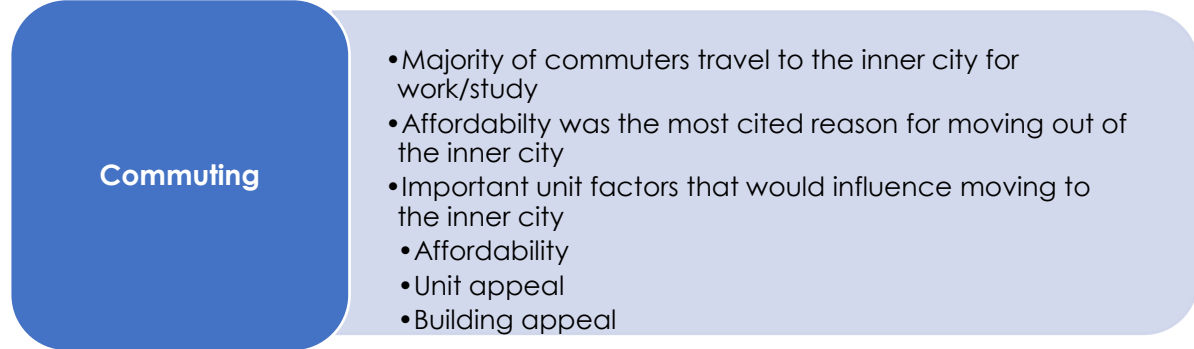 Commuting
•Majority of commuters travel to the inner city for
work/study
•Affordabilty was the most cited reason for moving out of
the inner city
•Important unit factors that would influence moving to
the inner city
•Affordability
•Unit appeal
•Building appeal